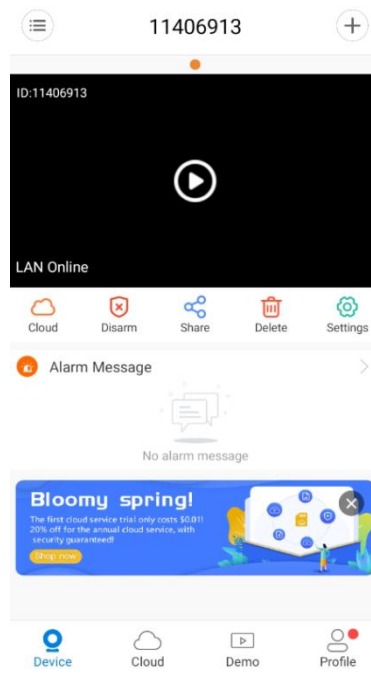 11406913
ID:11406913
LAN Online
Cloud
Disarm
Share
Delete
Settings
Alarm Message
No alarm message
Bloomy spring!
The first cloud service trial only costs $0.01!
20% off for the annual cloud service, with
security guaranteed!
Shop now
Device
Cloud
Demo
Profile